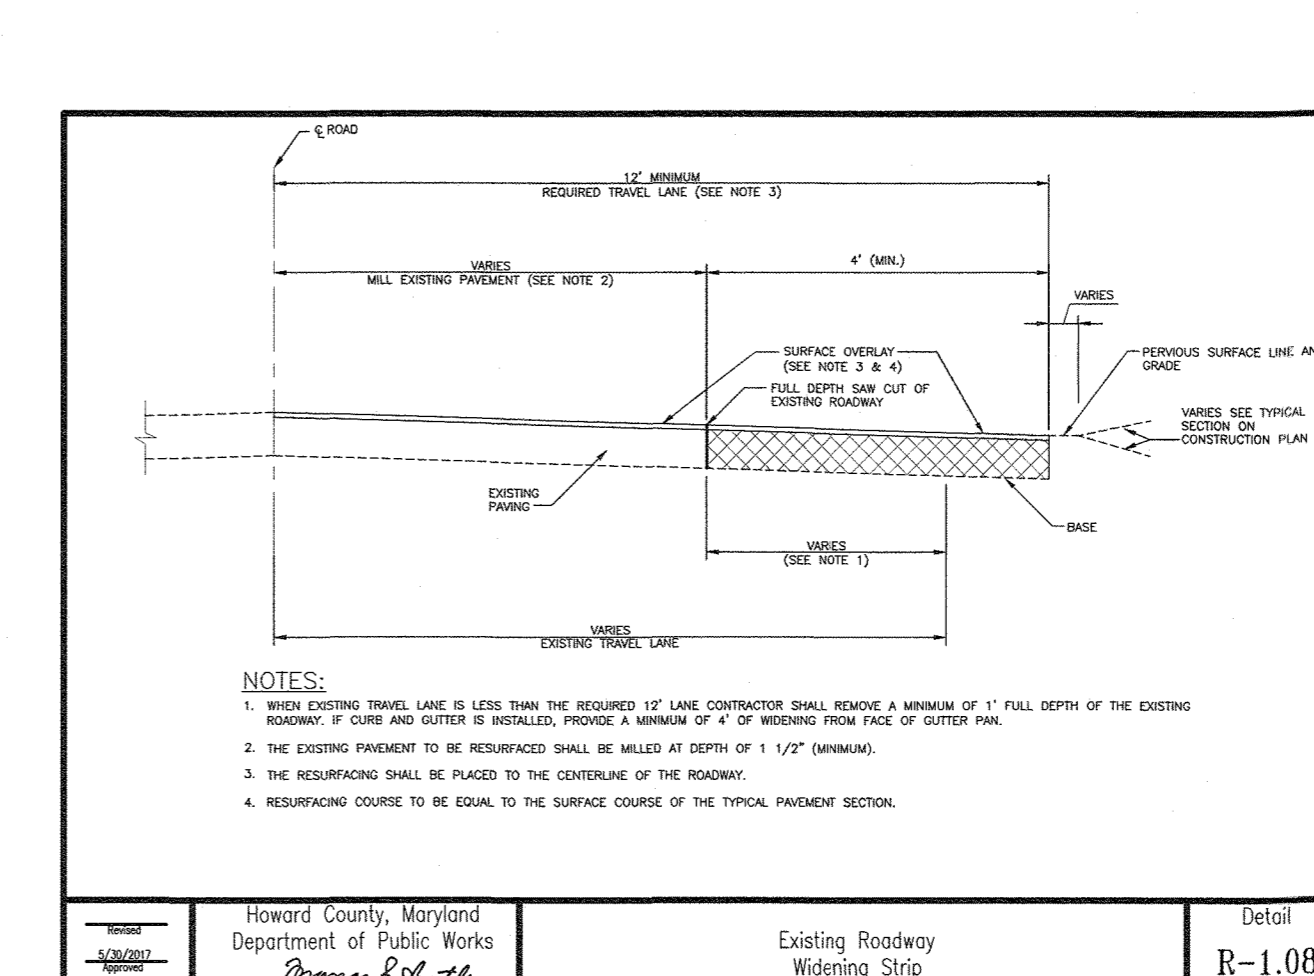 ℄ ROAD
12' MINIMUM
REQUIRED TRAVEL LANE (SEE NOTE 3)
VARIES
MILL EXISTING PAVEMENT (SEE NOTE 2)
4' (MIN.)
VARIES
SURFACE OVERLAY
(SEE NOTE 3 & 4)
PERVIOUS SURFACE LINE AN
GRADE
FULL DEPTH SAW CUT OF
EXISTING ROADWAY
VARIES SEE TYPICAL
SECTION ON
CONSTRUCTION PLAN
EXISTING
PAVING
BASE
VARIES
(SEE NOTE 1)
VARIES
EXISTING TRAVEL LANE
NOTES:
1. WHEN EXISTING TRAVEL LANE IS LESS THAN THE REQUIRED 12' LANE CONTRACTOR SHALL REMOVE A MINIMUM OF 1' FULL DEPTH OF THE EXISTING
ROADWAY. IF CURB AND GUTTER IS INSTALLED, PROVIDE A MINIMUM OF 4' OF WIDENING FROM FACE OF GUTTER PAN.
2. THE EXISTING PAVEMENT TO BE RESURFACED SHALL BE MILLED AT DEPTH OF 1 1/2" (MINIMUM).
3. THE RESURFACING SHALL BE PLACED TO THE CENTERLINE OF THE ROADWAY.
4. RESURFACING COURSE TO BE EQUAL TO THE SURFACE COURSE OF THE TYPICAL PAVEMENT SECTION.
Revised
5/30/2017
Approved
Howard County, Maryland
Department of Public Works
Existing Roadway
Widening Strip
Detail
R-1.08